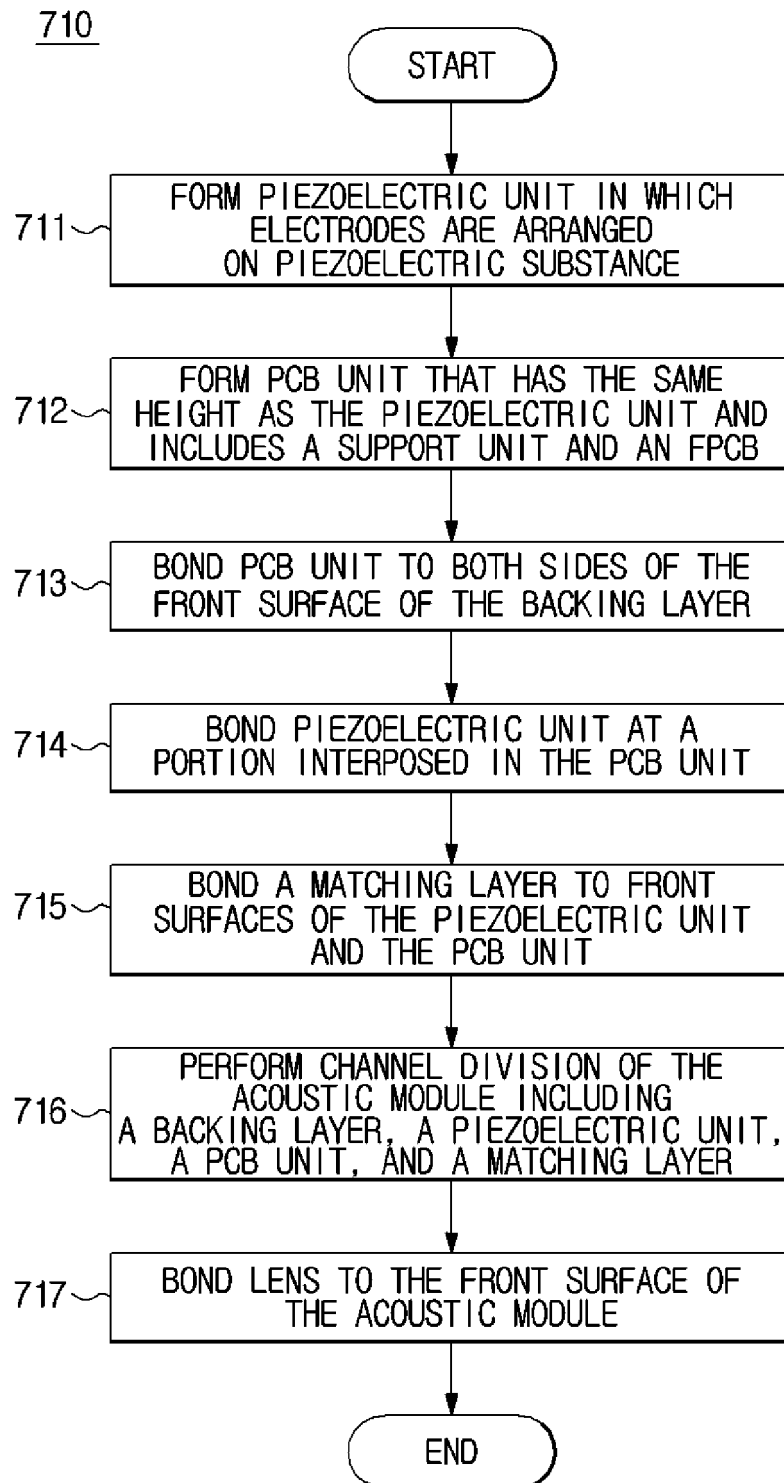 710
START
711
FORM PIEZOELECTRIC UNIT IN WHICH
ELECTRODES ARE ARRANGED
ON PIEZOELECTRIC SUBSTANCE
712
FORM PCB UNIT THAT HAS THE SAME
HEIGHT AS THE PIEZOELECTRIC UNIT AND
INCLUDES A SUPPORT UNIT AND AN FPCB
713
BOND PCB UNIT TO BOTH SIDES OF THE
FRONT SURFACE OF THE BACKING LAYER
714
BOND PIEZOELECTRIC UNIT AT A
PORTION INTERPOSED IN THE PCB UNIT
715
BOND A MATCHING LAYER TO FRONT
SURFACES OF THE PIEZOELECTRIC UNIT
AND THE PCB UNIT
716
PERFORM CHANNEL DIVISION OF THE
ACOUSTIC MODULE INCLUDING
A BACKING LAYER, A PIEZOELECTRIC UNIT,
A PCB UNIT, AND A MATCHING LAYER
717
BOND LENS TO THE FRONT SURFACE OF
THE ACOUSTIC MODULE
END